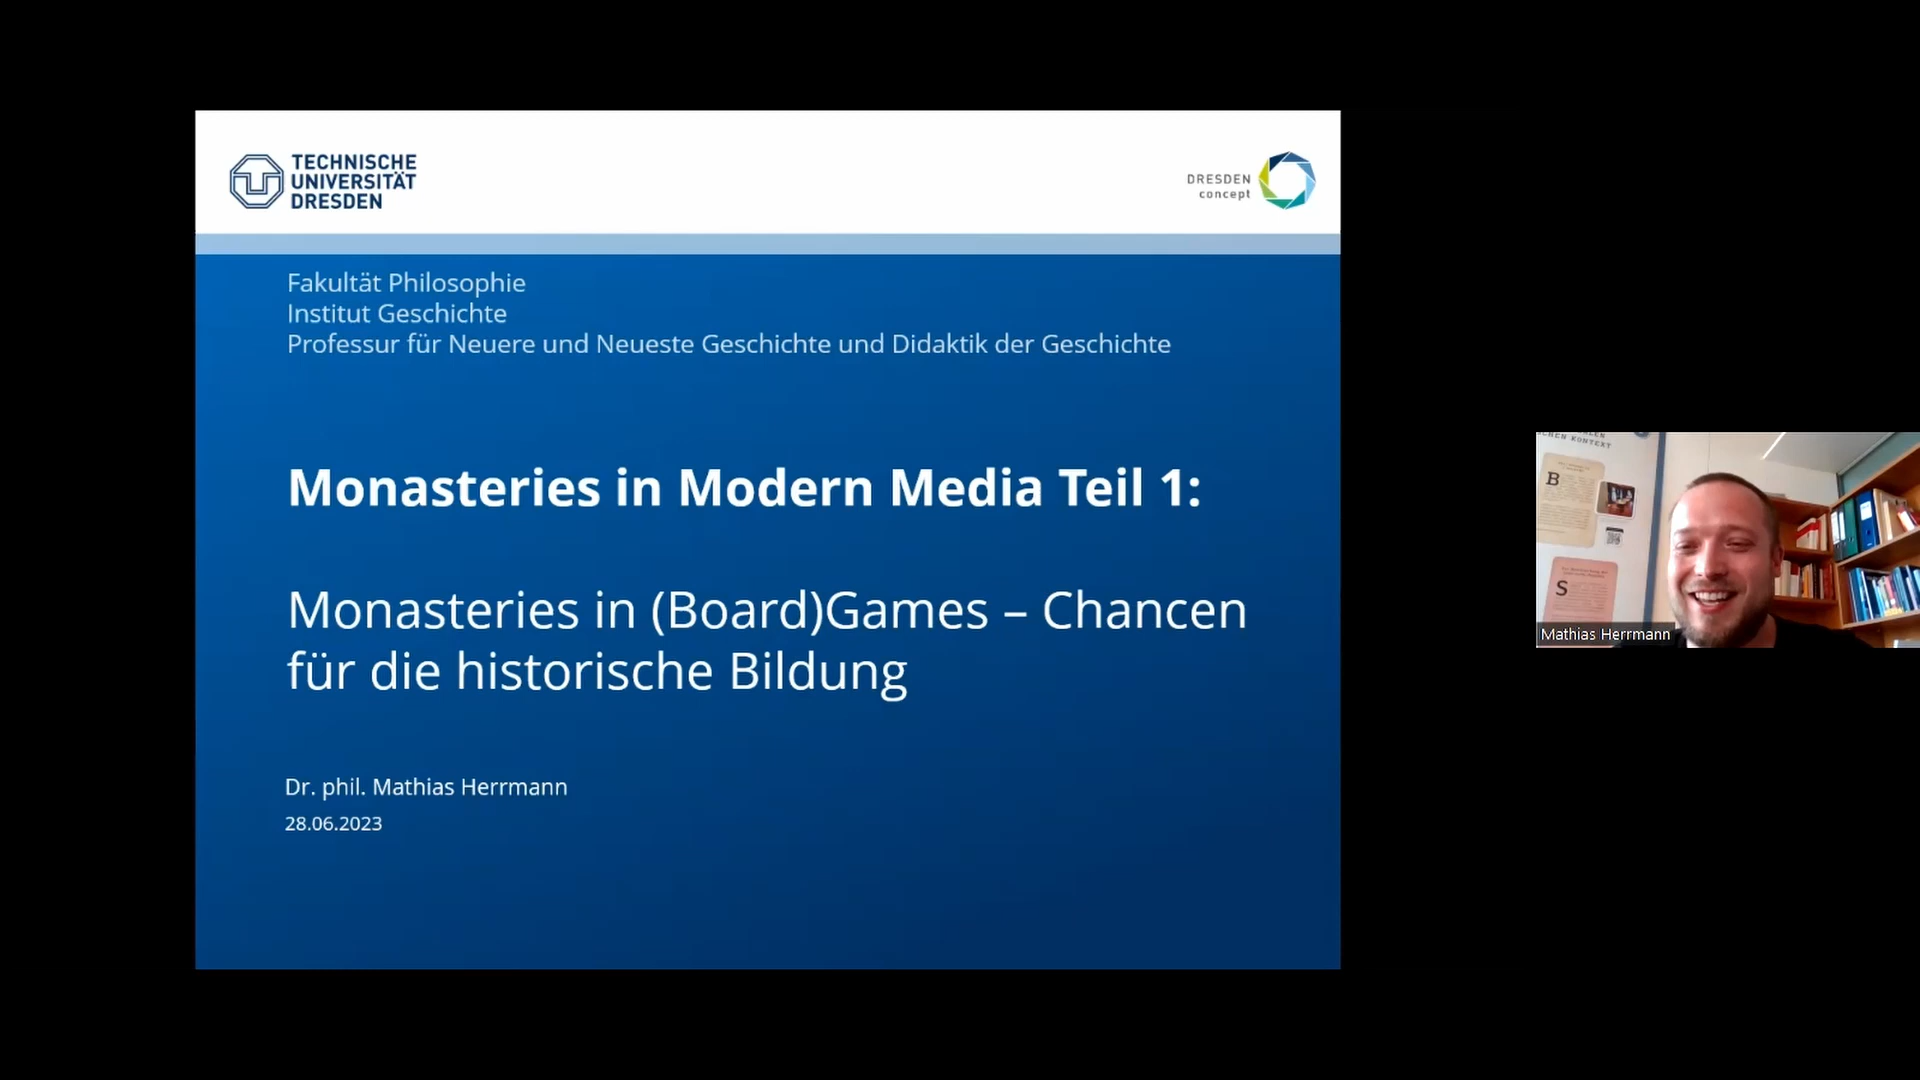 TECHNISCHE
UNIVERSITÄT
DRESDEN
DRESDEN
concept
Fakultät Philosophie
Institut Geschichte
Professur für Neuere und Neueste Geschichte und Didaktik der Geschichte
Monasteries in Modern Media Teil 1:
Monasteries in (Board)Games – Chancen
für die historische Bildung
Dr. phil. Mathias Herrmann
28.06.2023
KONTEXT
B
S
Mathias Herrmann